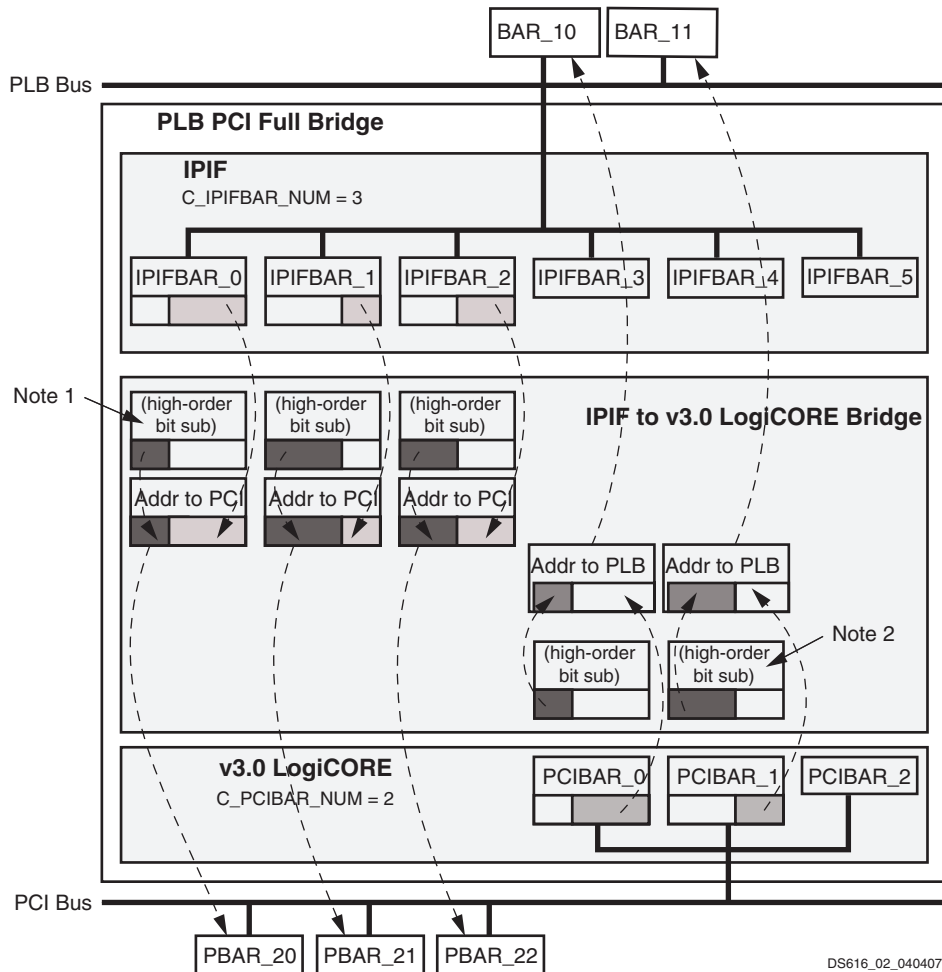 BAR_10
BAR_11
PLB Bus
PLB PCI Full Bridge
IPIF
C_IPIFBAR_NUM = 3
IPIFBAR_0
IPIFBAR_1
IPIFBAR_2
IPIFBAR_3
IPIFBAR_4
IPIFBAR_5
Note 1
(high-order
bit sub)
(high-order
bit sub)
(high-order
bit sub)
IPIF to v3.0 LogiCORE Bridge
Addr to PCI
Addr to PCI
Addr to PCI
Addr to PLB
Addr to PLB
Note 2
(high-order
bit sub)
(high-order
bit sub)
v3.0 LogiCORE
C_PCIBAR_NUM = 2
PCIBAR_0
PCIBAR_1
PCIBAR_2
PCI Bus
PBAR_20
PBAR_21
PBAR_22
DS616_02_040407